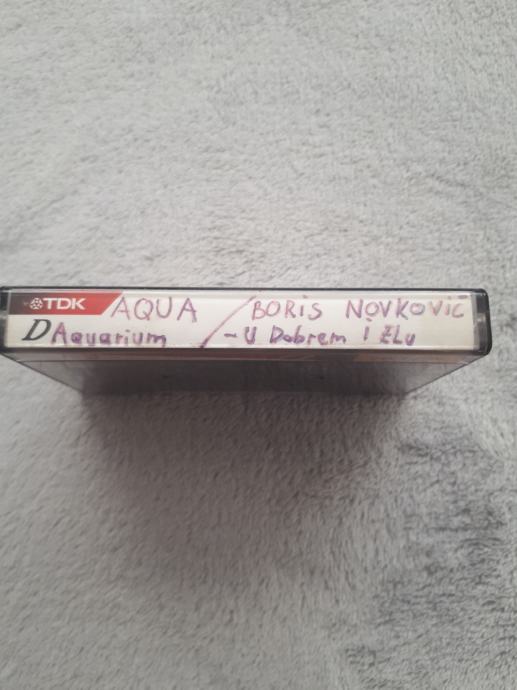 TDK AQUA / BORIS NOVKOVIĆ
D Aquarium / - U Dobrem I ZLu